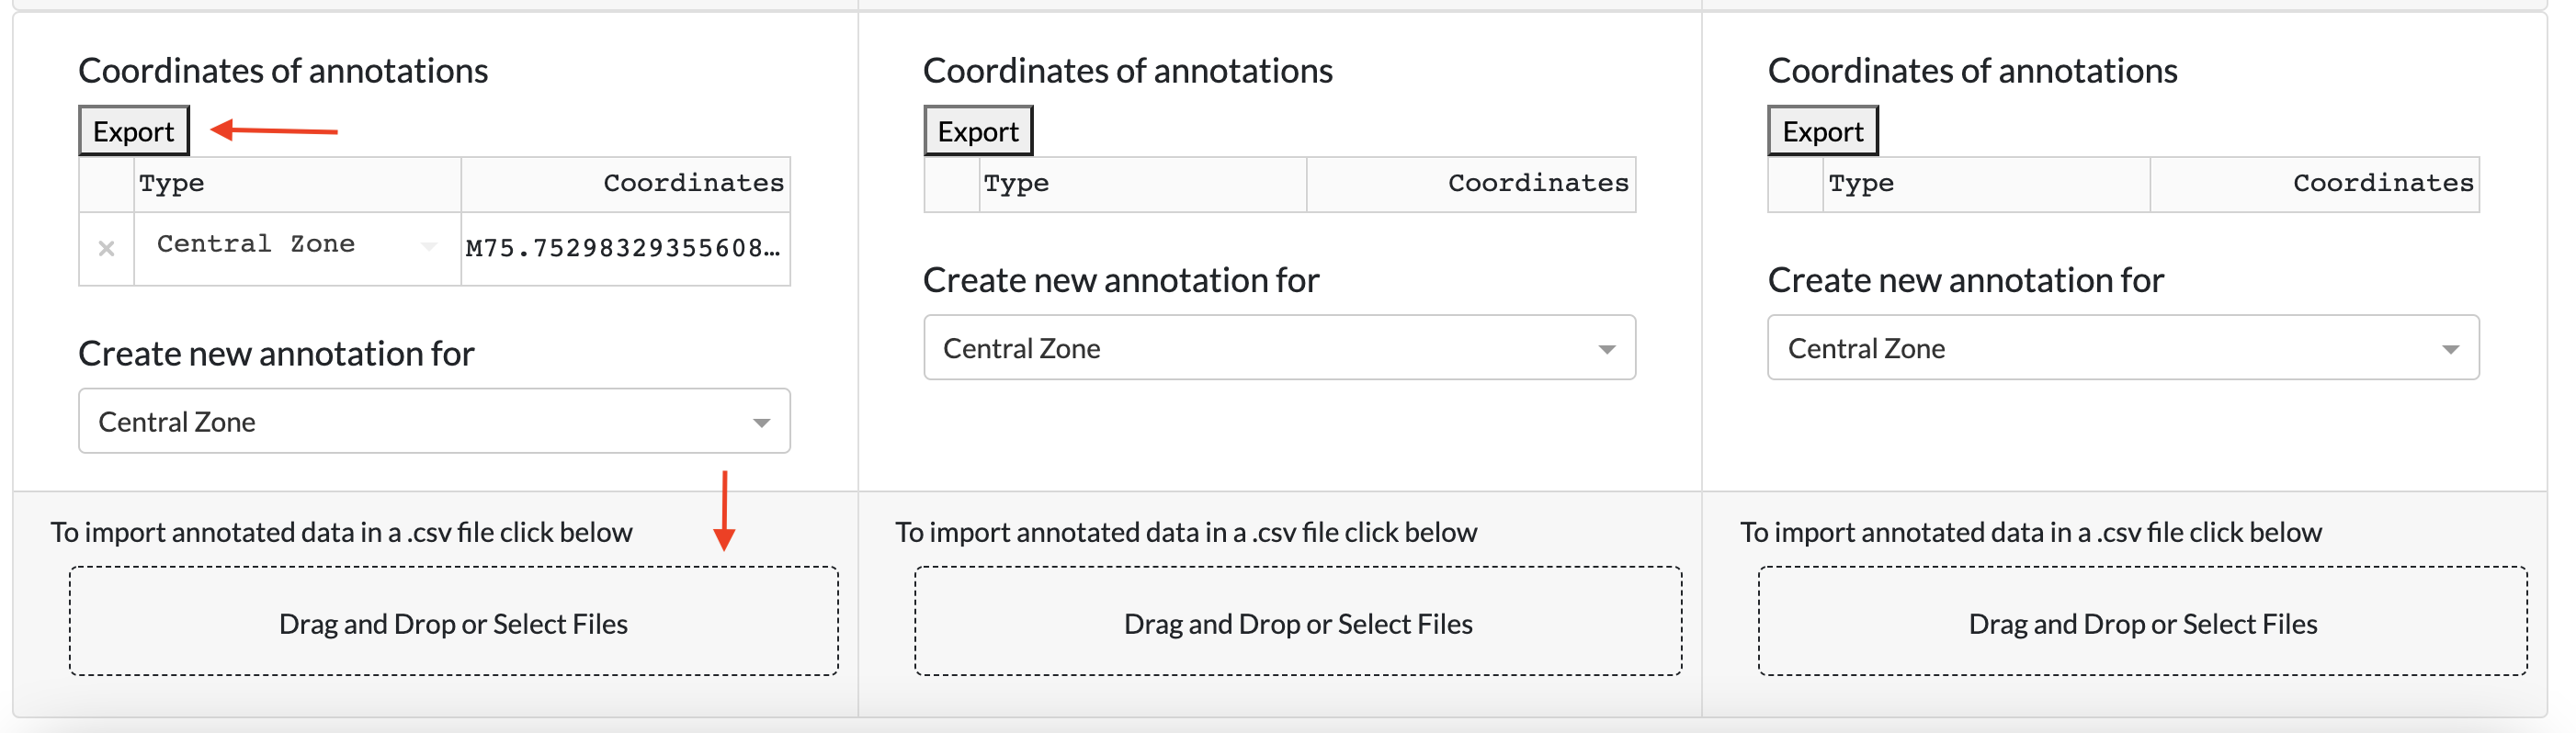 Coordinates of annotations
Export
Type Coordinates
× Central Zone M75.75298329355608…
Create new annotation for
Central Zone
To import annotated data in a .csv file click below
Drag and Drop or Select Files
Coordinates of annotations
Export
Type Coordinates
Create new annotation for
Central Zone
To import annotated data in a .csv file click below
Drag and Drop or Select Files
Coordinates of annotations
Export
Type Coordinates
Create new annotation for
Central Zone
To import annotated data in a .csv file click below
Drag and Drop or Select Files